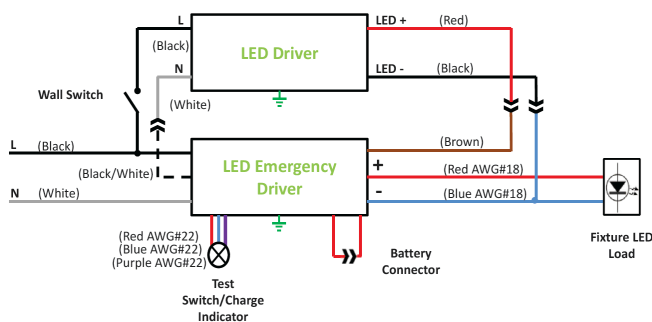 L
LED +
(Red)
(Black)
LED Driver
N
LED -
(Black)
Wall Switch
(White)
L
(Black)
(Brown)
(Black/White)
LED Emergency
Driver
+
(Red AWG#18)
N
(White)
-
(Blue AWG#18)
(Red AWG#22)
(Blue AWG#22)
(Purple AWG#22)
Battery
Connector
Fixture LED
Load
Test
Switch/Charge
Indicator